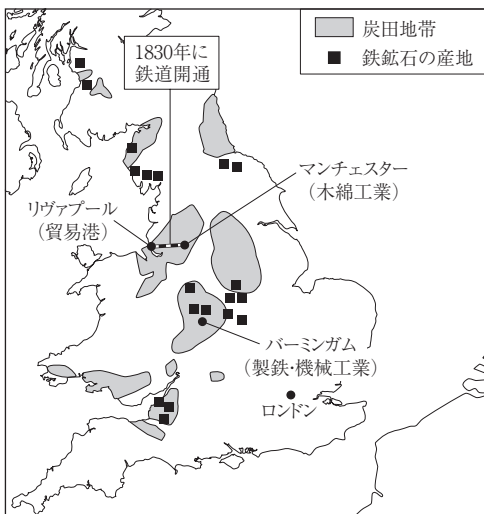 炭田地帯
鉄鉱石の産地
1830年に
鉄道開通
マンチェスター
(木綿工業)
リヴァプール
(貿易港)
バーミンガム
(製鉄・機械工業)
ロンドン